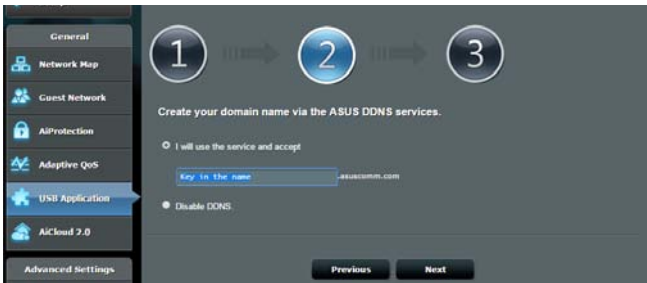 General
Network Map
Guest Network
AiProtection
Adaptive QoS
USB Application
AiCloud 2.0
Advanced Settings
1
2
3
Create your domain name via the ASUS DDNS services.
I will use the service and accept
Key in the name .asuscomm.com
Disable DDNS.
Previous Next